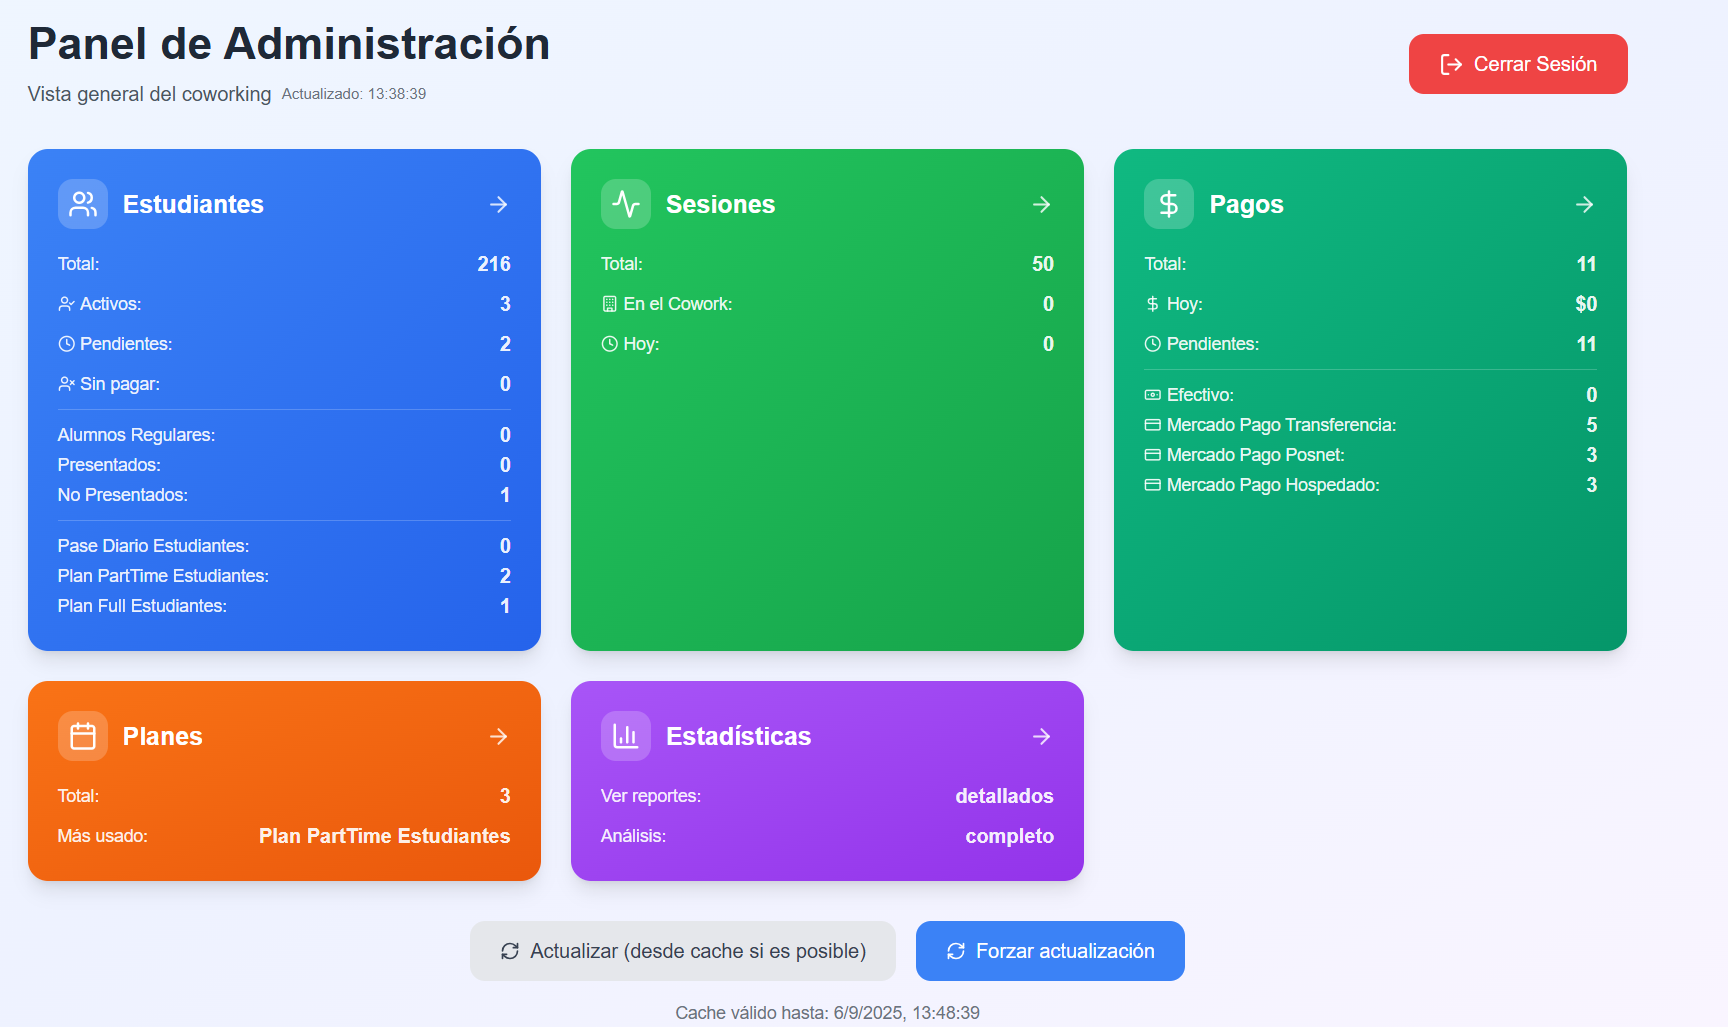 Panel de Administración
Vista general del coworking Actualizado: 13:38:39
Cerrar Sesión
Estudiantes
Total: 216
Activos: 3
Pendientes: 2
Sin pagar: 0
Alumnos Regulares: 0
Presentados: 0
No Presentados: 1
Pase Diario Estudiantes: 0
Plan PartTime Estudiantes: 2
Plan Full Estudiantes: 1
Sesiones
Total: 50
En el Cowork: 0
Hoy: 0
Pagos
Total: 11
Hoy: $0
Pendientes: 11
Efectivo: 0
Mercado Pago Transferencia: 5
Mercado Pago Posnet: 3
Mercado Pago Hospedado: 3
Planes
Total: 3
Más usado: Plan PartTime Estudiantes
Estadísticas
Ver reportes: detallados
Análisis: completo
Actualizar (desde cache si es posible)
Forzar actualización
Cache válido hasta: 6/9/2025, 13:48:39